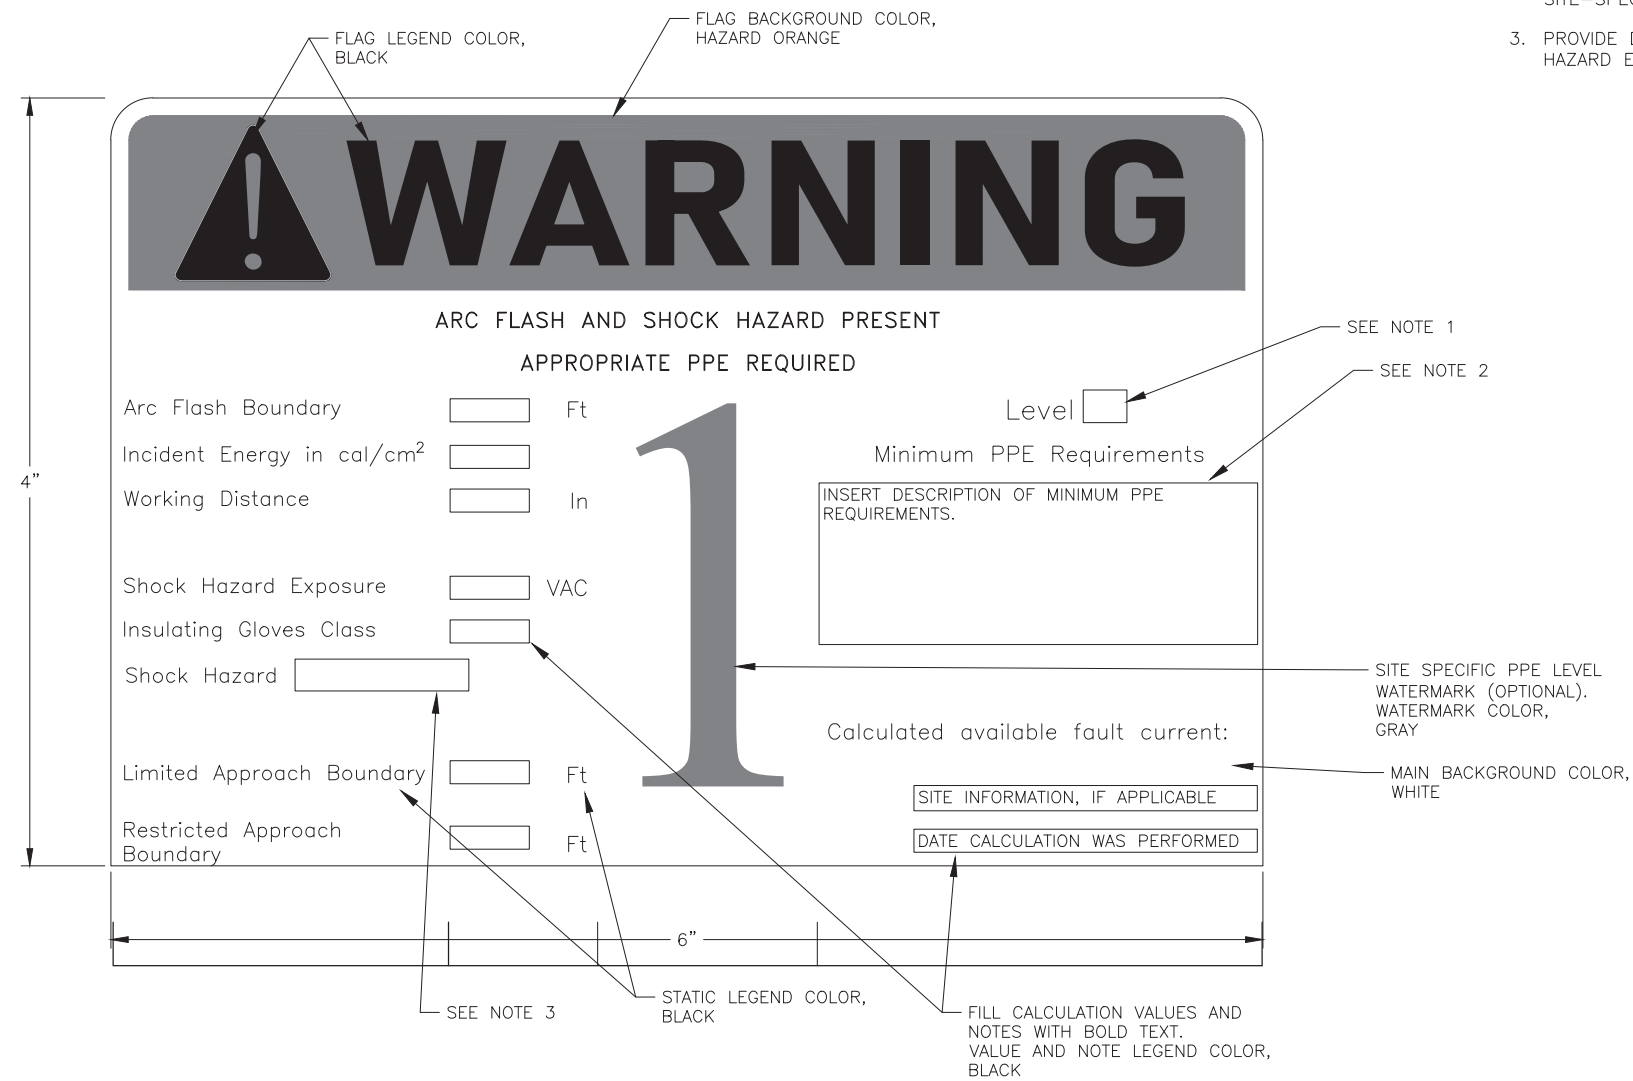 SITE-SPEC
3. PROVIDE D
HAZARD E
FLAG BACKGROUND COLOR,
HAZARD ORANGE
FLAG LEGEND COLOR,
BLACK
WARNING
ARC FLASH AND SHOCK HAZARD PRESENT
APPROPRIATE PPE REQUIRED
SEE NOTE 1
SEE NOTE 2
Arc Flash Boundary Ft
Incident Energy in cal/cm²
Working Distance In
Shock Hazard Exposure VAC
Insulating Gloves Class
Shock Hazard
Limited Approach Boundary Ft
Restricted Approach
Boundary Ft
1
Level
Minimum PPE Requirements
INSERT DESCRIPTION OF MINIMUM PPE
REQUIREMENTS.
Calculated available fault current:
SITE INFORMATION, IF APPLICABLE
DATE CALCULATION WAS PERFORMED
SITE SPECIFIC PPE LEVEL
WATERMARK (OPTIONAL).
WATERMARK COLOR,
GRAY
MAIN BACKGROUND COLOR,
WHITE
4"
6"
SEE NOTE 3
STATIC LEGEND COLOR,
BLACK
FILL CALCULATION VALUES AND
NOTES WITH BOLD TEXT.
VALUE AND NOTE LEGEND COLOR,
BLACK